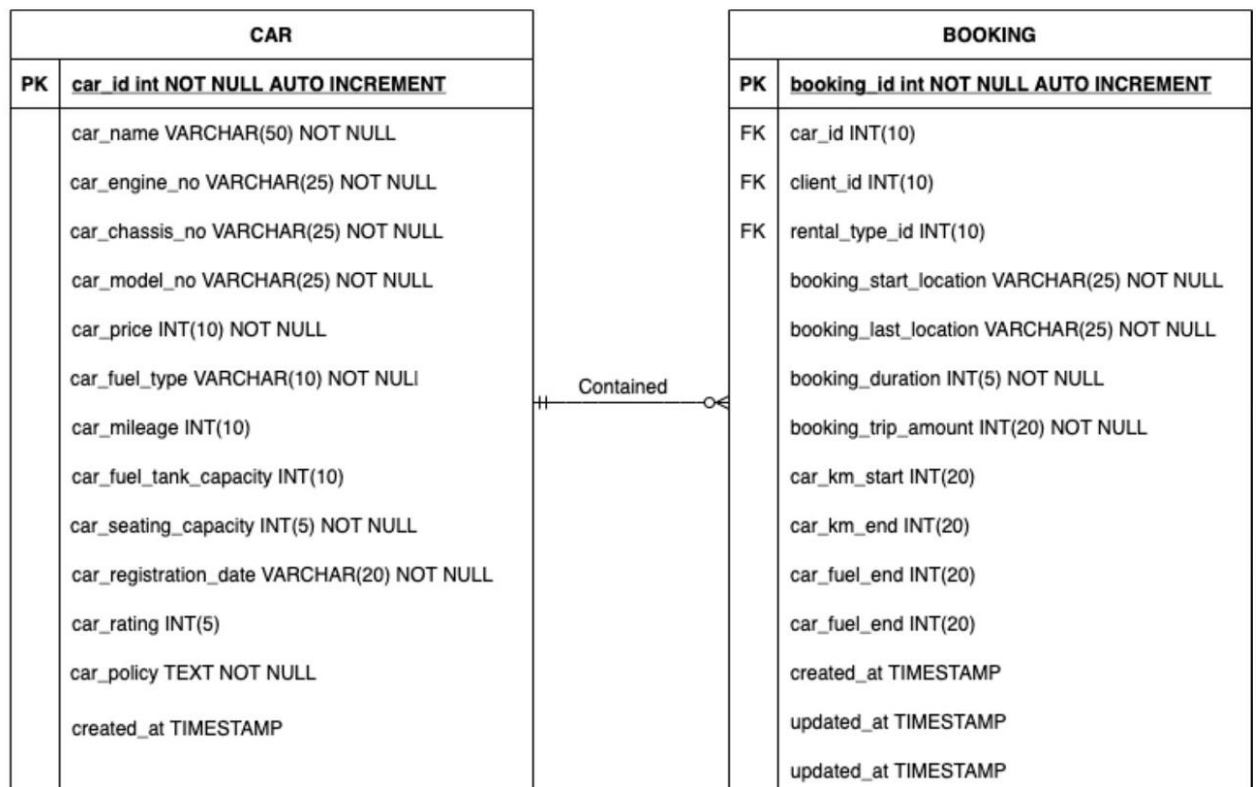 CAR
PK car_id int NOT NULL AUTO INCREMENT
car_name VARCHAR(50) NOT NULL
car_engine_no VARCHAR(25) NOT NULL
car_chassis_no VARCHAR(25) NOT NULL
car_model_no VARCHAR(25) NOT NULL
car_price INT(10) NOT NULL
car_fuel_type VARCHAR(10) NOT NULL
car_mileage INT(10)
car_fuel_tank_capacity INT(10)
car_seating_capacity INT(5) NOT NULL
car_registration_date VARCHAR(20) NOT NULL
car_rating INT(5)
car_policy TEXT NOT NULL
created_at TIMESTAMP
Contained
BOOKING
PK booking_id int NOT NULL AUTO INCREMENT
FK car_id INT(10)
FK client_id INT(10)
FK rental_type_id INT(10)
booking_start_location VARCHAR(25) NOT NULL
booking_last_location VARCHAR(25) NOT NULL
booking_duration INT(5) NOT NULL
booking_trip_amount INT(20) NOT NULL
car_km_start INT(20)
car_km_end INT(20)
car_fuel_end INT(20)
car_fuel_end INT(20)
created_at TIMESTAMP
updated_at TIMESTAMP
updated_at TIMESTAMP